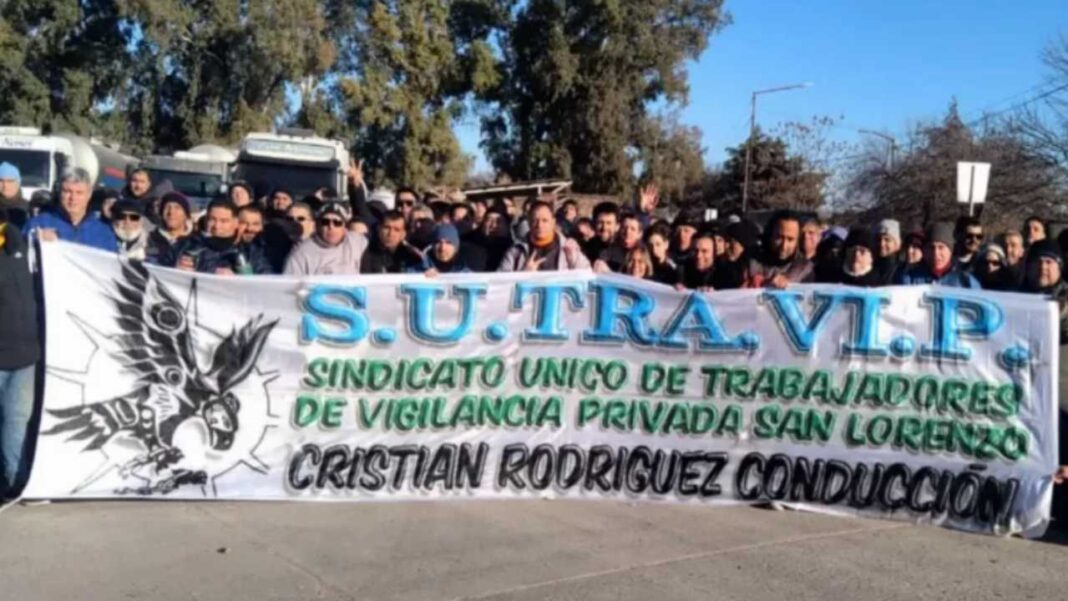 S.U.TRA.VI.P.
SINDICATO UNICO DE TRABAJADORES
DE VIGILANCIA PRIVADA SAN LORENZO
CRISTIAN RODRIGUEZ CONDUCCIÓN